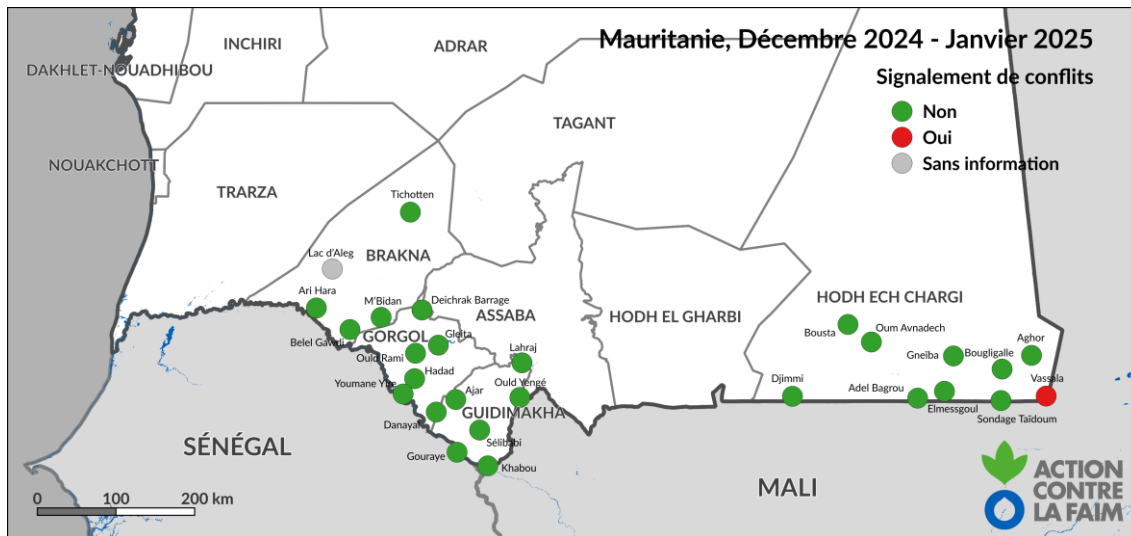 Mauritanie, Décembre 2024 - Janvier 2025
Signalement de conflits
Non
Oui
Sans information
INCHIRI
ADRAR
DAKHLET-NOUADHIBOU
TAGANT
NOUAKCHOTT
TRARZA
Tichotten
BRAKNA
Lac d'Aleg
Ari Hara
M'Bidan
Deichrak Barrage
ASSABA
HODH EL GHARBI
HODH ECH CHARGI
Belel Gawdi
GORGOL
Gleita
Ould Rami
Lahraj
Bousta
Oum Avnadech
Gneiba
Bougligalle
Aghor
Hadad
Youmane Yire
Ajar
Ould Yengé
Djimmi
Adel Bagrou
Vassala
Elmessgoul
Sondage Taïdoum
GUIDIMAKHA
Danayal
Sélibabi
Gouraye
Khabou
SÉNÉGAL
MALI
0 100 200 km
ACTION
CONTRE
LA FAIM